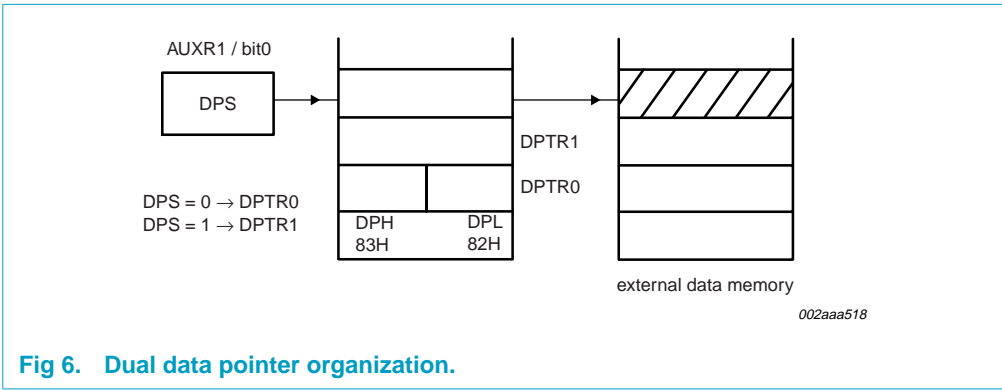 AUXR1 / bit0
DPS
DPTR1
DPTR0
DPS = 0 → DPTR0
DPS = 1 → DPTR1
DPH DPL
83H 82H
external data memory
002aaa518
Fig 6. Dual data pointer organization.